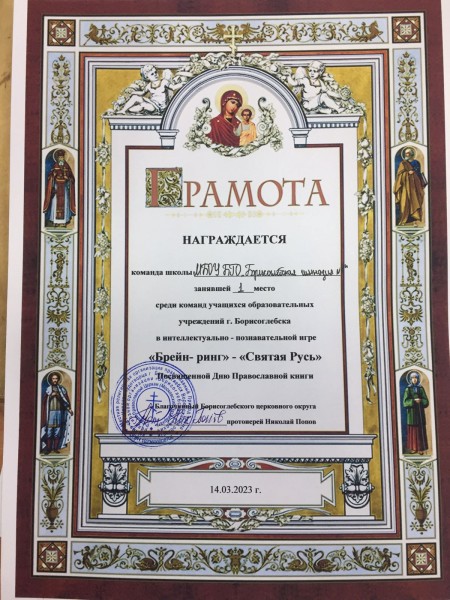 ГРАМОТА
НАГРАЖДАЕТСЯ
команда школы МБОУ БГО Борисоглебская гимназия №1
занявшей 1 место
среди команд учащихся образовательных
учреждений г. Борисоглебска
в интеллектуально - познавательной игре
«Брейн- ринг» - «Святая Русь»
Посвященной Дню Православной книги
Благочинный Борисоглебского церковного округа
протоиерей Николай Попов
14.03.2023 г.